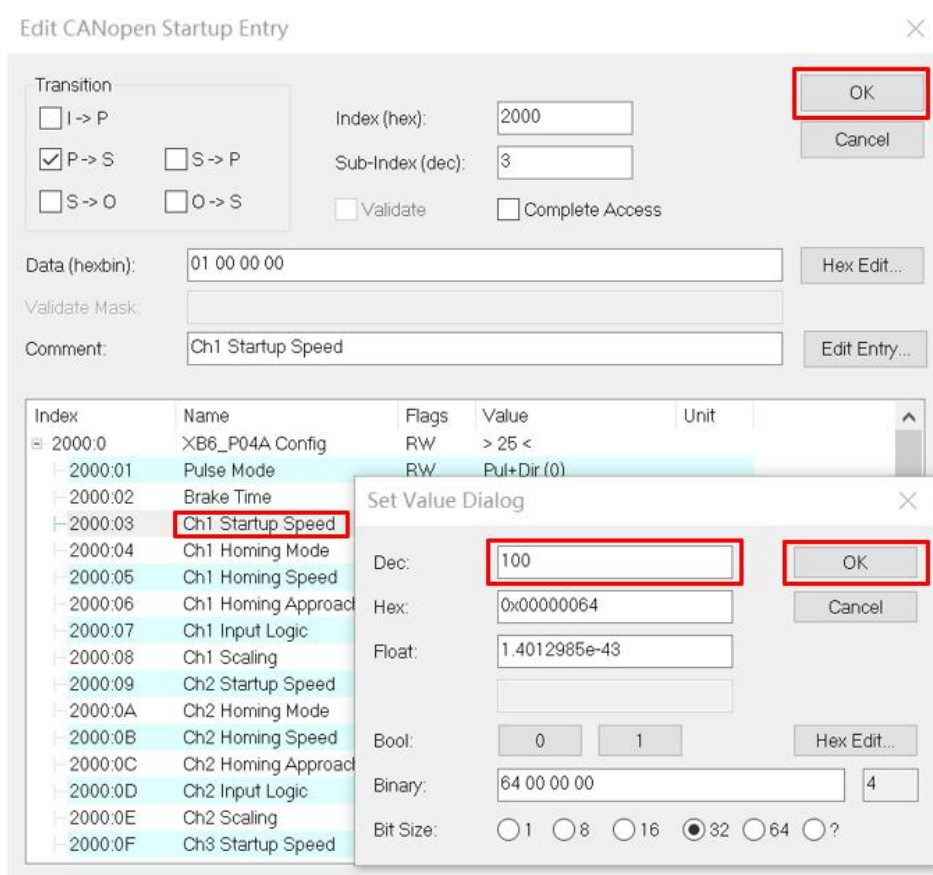 Edit CANopen Startup Entry
Transition
I -> P
P -> S
S -> P
S -> O
O -> S
Index (hex):
2000
Sub-Index (dec):
3
Validate
Complete Access
OK
Cancel
Data (hexbin):
01 00 00 00
Hex Edit...
Validate Mask:
Comment:
Ch1 Startup Speed
Edit Entry...
Index Name Flags Value Unit
2000:0 XB6_P04A Config RW > 25 <
2000:01 Pulse Mode RW Pul+Dir (0)
2000:02 Brake Time
2000:03 Ch1 Startup Speed
2000:04 Ch1 Homing Mode
2000:05 Ch1 Homing Speed
2000:06 Ch1 Homing Approach
2000:07 Ch1 Input Logic
2000:08 Ch1 Scaling
2000:09 Ch2 Startup Speed
2000:0A Ch2 Homing Mode
2000:0B Ch2 Homing Speed
2000:0C Ch2 Homing Approach
2000:0D Ch2 Input Logic
2000:0E Ch2 Scaling
2000:0F Ch3 Startup Speed
Set Value Dialog
Dec: 100
OK
Hex: 0x00000064
Cancel
Float: 1.4012985e-43
Bool: 0 1
Hex Edit...
Binary: 64 00 00 00 4
Bit Size: 1 8 16 32 64 ?